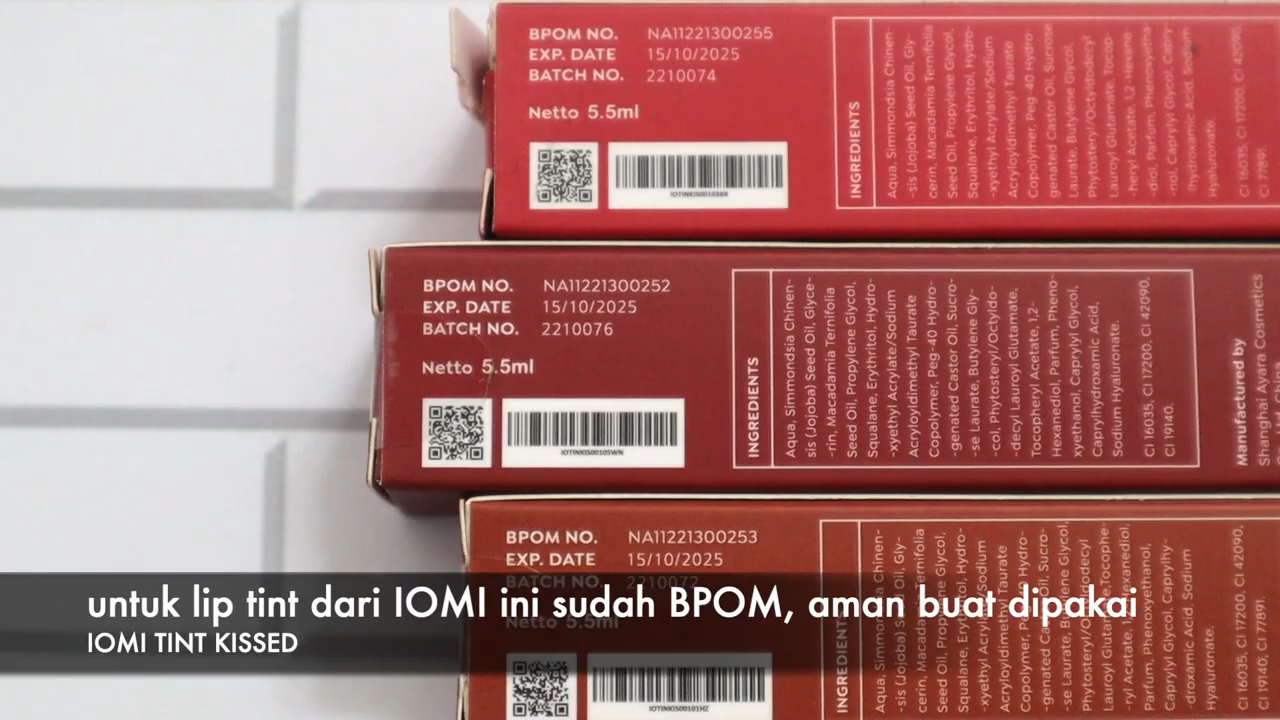 BPOM NO. NA11221300255
EXP. DATE 15/10/2025
BATCH NO. 2210074
Netto 5.5ml
INGREDIENTS
Aqua, Simmondsia Chinen-
-sis (Jojoba) Seed Oil, Gly-
cerin, Macadamia Ternifolia
Seed Oil, Propylene Glycol,
Squalane, Erythritol, Hydro-
-xyethyl Acrylate/Sodium
Acryloyldimethyl Taurate
Copolymer, Peg-40 Hydro-
genated Castor Oil, Sucrose
Laurate, Butylene Glycol,
Phytosteryl/Octyldodecyl
Lauroyl Glutamate, Tocop-
heryl Acetate, 1,2-Hexane-
-diol, Parfum, Phenoxyetha-
-nol, Caprylyl Glycol, Capry-
lhydroxamic Acid, Sodium
Hyaluronate.
CI 16035, CI 17200, CI 42090,
CI 77891.
BPOM NO. NA11221300252
EXP. DATE 15/10/2025
BATCH NO. 2210076
Netto 5.5ml
IOTINKIS00105WN
INGREDIENTS
Aqua, Simmondsia Chinen-
sis (Jojoba) Seed Oil, Glyce-
-rin, Macadamia Ternifolia
Seed Oil, Propylene Glycol,
Squalane, Erythritol, Hydro-
-xyethyl Acrylate/Sodium
Acryloyldimethyl Taurate
Copolymer, Peg-40 Hydro-
-genated Castor Oil, Sucro-
-se Laurate, Butylene Gly-
col, Phytosteryl/Octyldo-
-decyl Lauroyl Glutamate,
Tocopheryl Acetate, 1,2-
Hexanediol, Parfum, Pheno-
xyethanol, Caprylyl Glycol,
Caprylhydroxamic Acid,
Sodium Hyaluronate.
CI 16035, CI 17200, CI 42090,
CI 19140.
Manufactured by
Shanghai Ayara Cosmetics
BPOM NO. NA11221300253
EXP. DATE 15/10/2025
BATCH NO. 2210072
Netto 5.5ml
IOTINKIS00101HZ
INGREDIENTS
Aqua, Simmondsia Chinen-
-sis (Jojoba) Seed Oil, Gly-
cerin, Macadamia Ternifolia
Seed Oil, Propylene Glycol,
Squalane, Erythritol, Hydro-
-xyethyl Acrylate/Sodium
Acryloyldimethyl Taurate
Copolymer, Peg-40 Hydro-
-genated Castor Oil, Sucro-
-se Laurate, Butylene Glycol,
Phytosteryl/Octyldodecyl
Lauroyl Glutamate, Tocophe-
-ryl Acetate, 1,2-Hexanediol,
Parfum, Phenoxyethanol,
Caprylyl Glycol, Caprylhy-
droxamic Acid, Sodium
Hyaluronate.
CI 16035, CI 17200, CI 42090,
CI 19140, CI 77891.
untuk lip tint dari IOMI ini sudah BPOM, aman buat dipakai
IOMI TINT KISSED